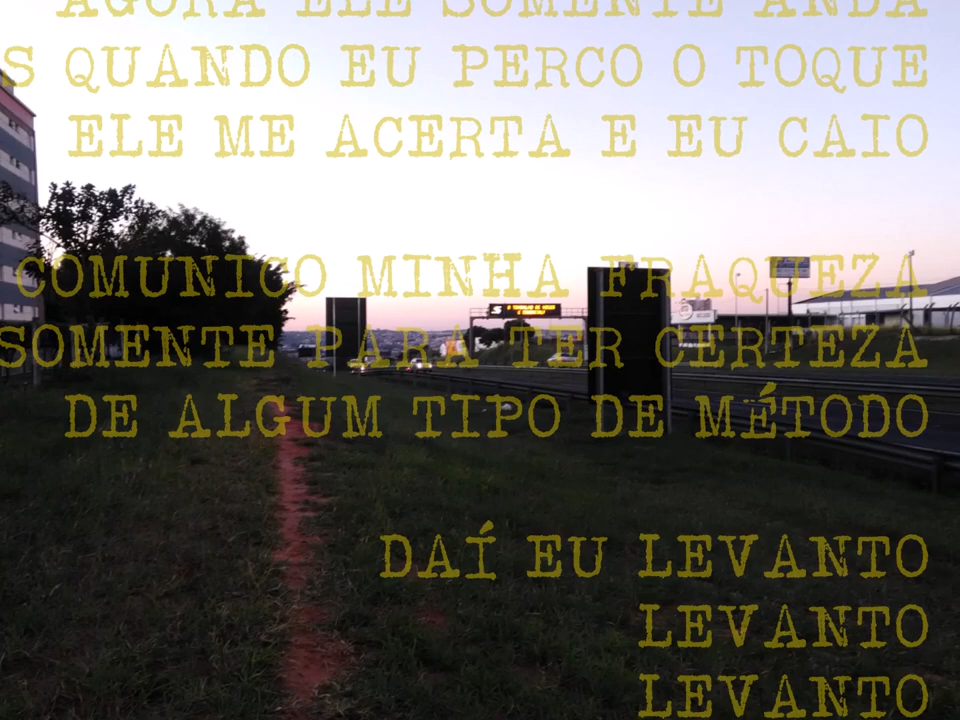 AGORA ELE SOMENTE ANDA
S QUANDO EU PERCO O TOQUE
ELE ME ACERTA E EU CAIO
COMUNICO MINHA FRAQUEZA
SOMENTE PARA TER CERTEZA
DE ALGUM TIPO DE MÉTODO
DAÍ EU LEVANTO
LEVANTO
LEVANTO